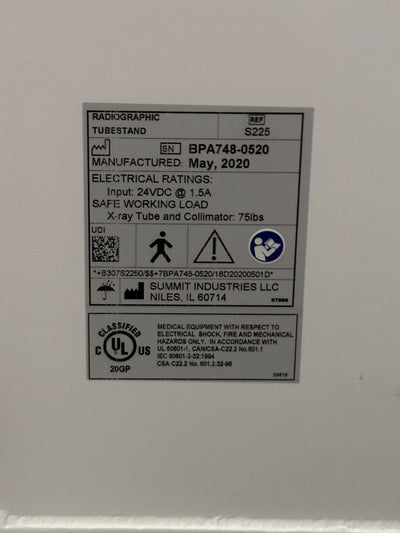 RADIOGRAPHIC REF
TUBESTAND S225
SN BPA748-0520
MANUFACTURED: May, 2020
ELECTRICAL RATINGS:
Input: 24VDC @ 1.5A
SAFE WORKING LOAD
X-ray Tube and Collimator: 75lbs
UDI
*+B307S2250/$$+7BPA748-0520/16D20200501D*
SUMMIT INDUSTRIES LLC
NILES, IL 60714
CLASSIFIED
C UL US
20GP
MEDICAL EQUIPMENT WITH RESPECT TO
ELECTRICAL SHOCK, FIRE AND MECHANICAL
HAZARDS ONLY. IN ACCORDANCE WITH
UL 60601-1, CAN/CSA-C22.2 No.601.1
IEC 60601-2-32:1994
CSA C22.2 No. 601.2.32-98